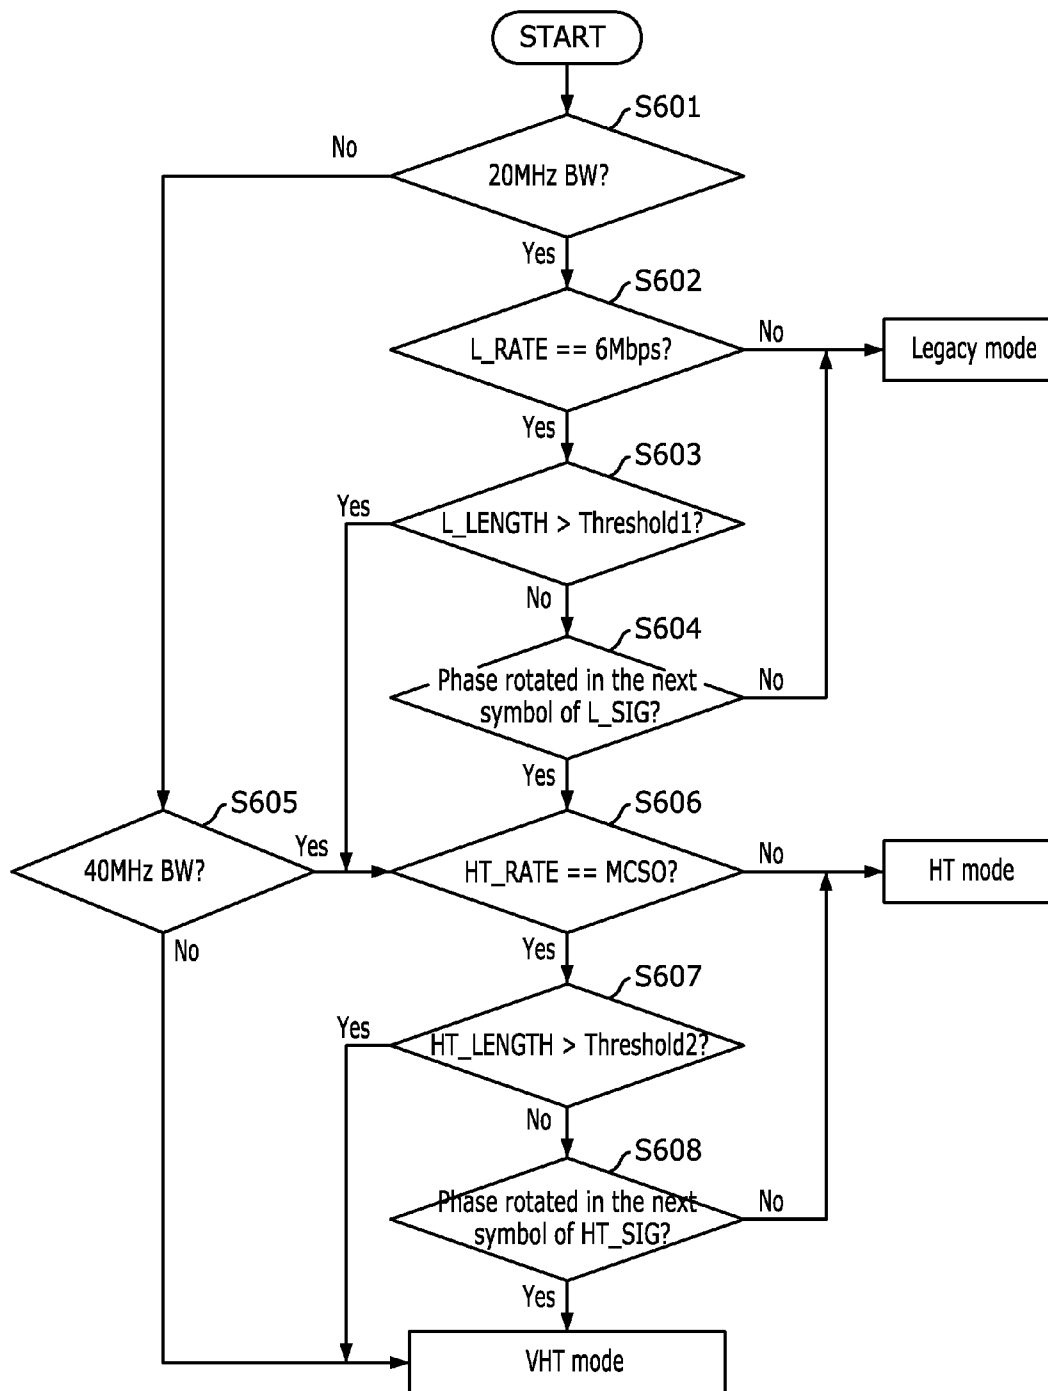 START
S601
No
20MHz BW?
Yes
S602
L_RATE == 6Mbps?
No
Legacy mode
Yes
S603
Yes
L_LENGTH > Threshold1?
No
S604
Phase rotated in the next
symbol of L_SIG?
No
Yes
S605
40MHz BW?
Yes
No
S606
HT_RATE == MCSO?
No
HT mode
Yes
S607
Yes
HT_LENGTH > Threshold2?
No
S608
Phase rotated in the next
symbol of HT_SIG?
No
Yes
VHT mode